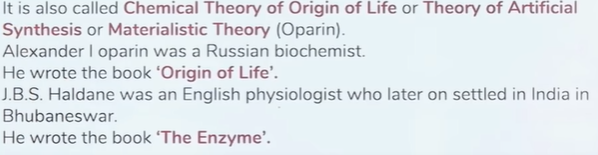 It is also called Chemical Theory of Origin of Life or Theory of Artificial
Synthesis or Materialistic Theory (Oparin).
Alexander I oparin was a Russian biochemist.
He wrote the book ‘Origin of Life’.
J.B.S. Haldane was an English physiologist who later on settled in India in
Bhubaneswar.
He wrote the book ‘The Enzyme’.